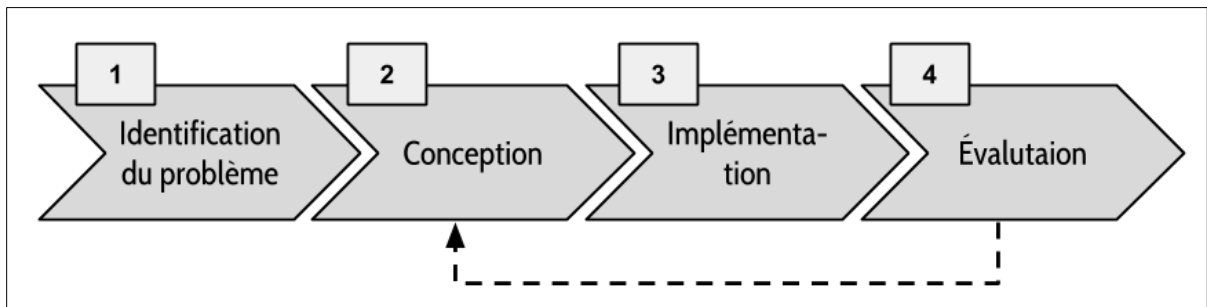 1
Identification
du problème
2
Conception
3
Implémenta-
tion
4
Évalutaion